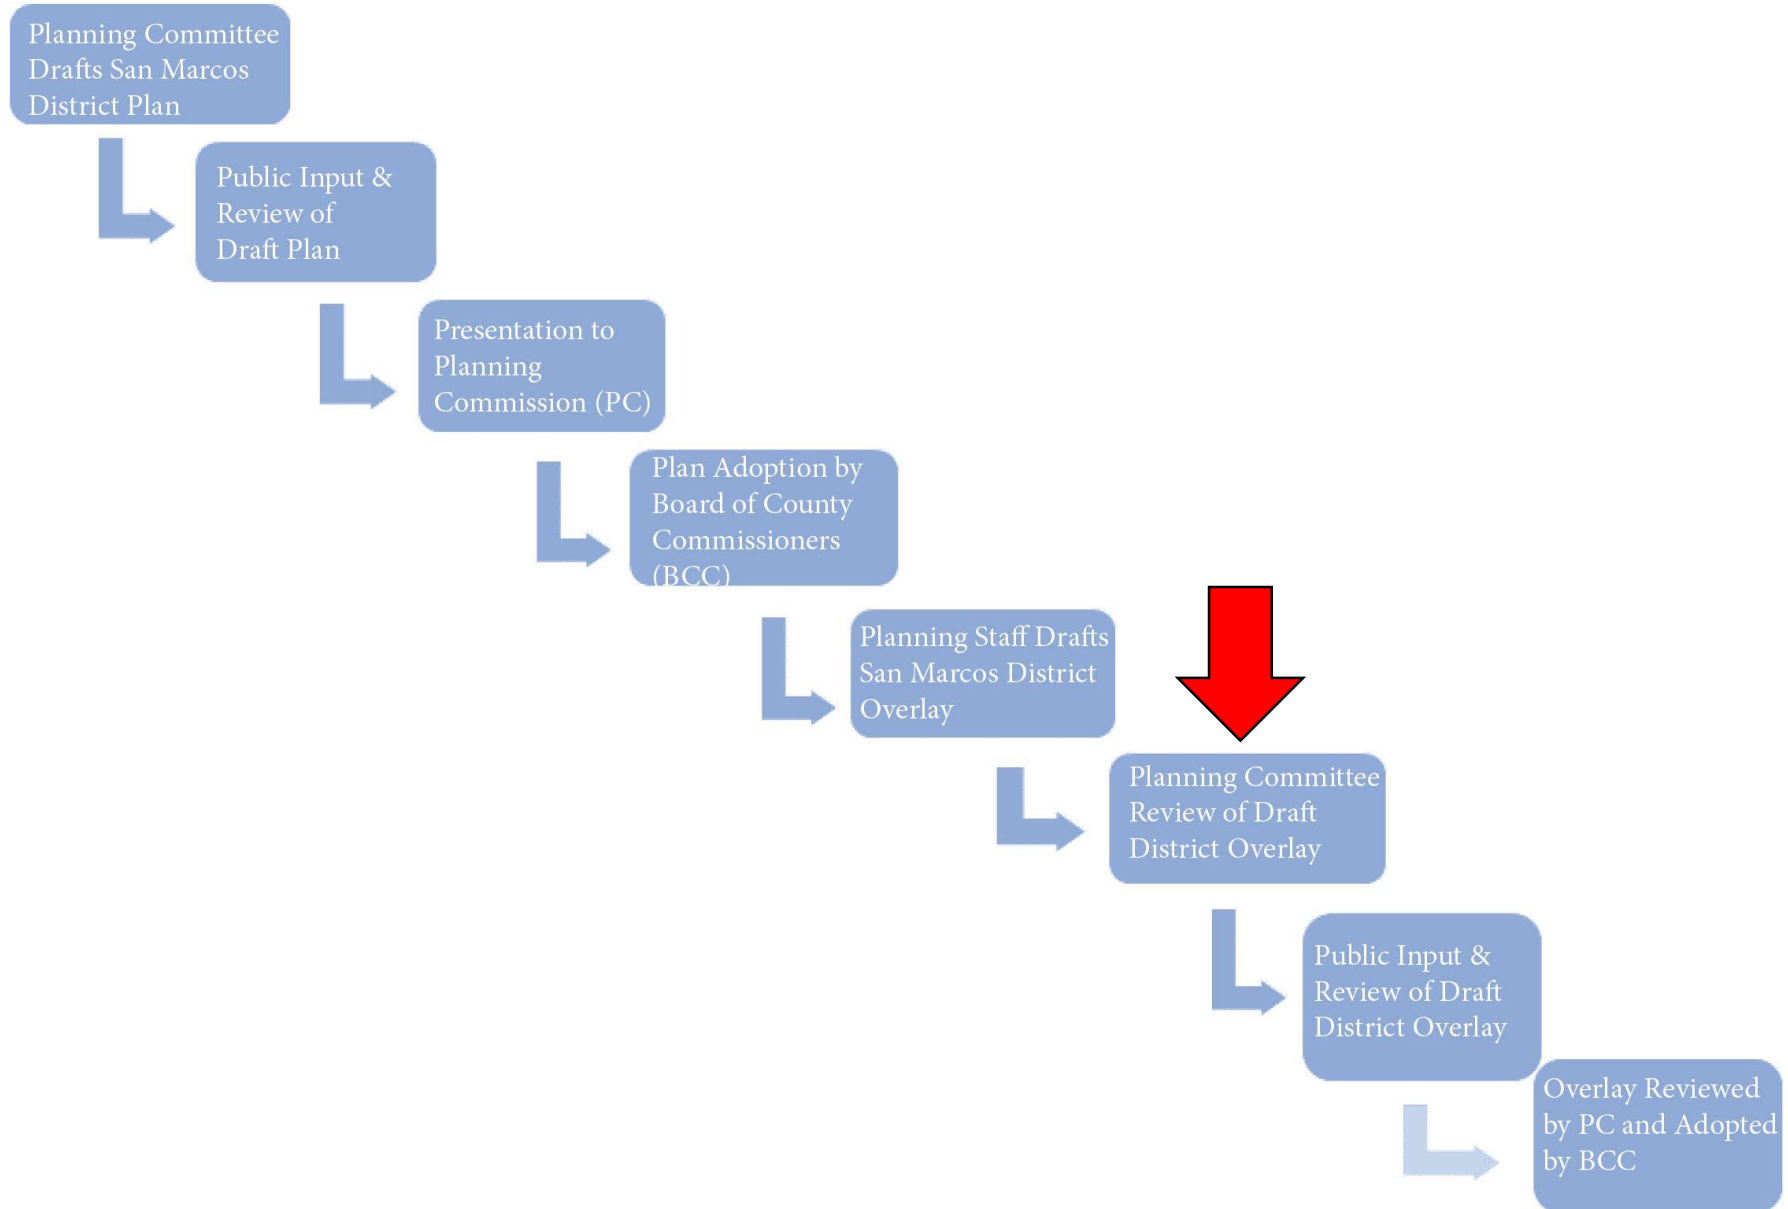 Planning Committee
Drafts San Marcos
District Plan
Public Input &
Review of
Draft Plan
Presentation to
Planning
Commission (PC)
Plan Adoption by
Board of County
Commissioners
(BCC)
Planning Staff Drafts
San Marcos District
Overlay
Planning Committee
Review of Draft
District Overlay
Public Input &
Review of Draft
District Overlay
Overlay Reviewed
by PC and Adopted
by BCC